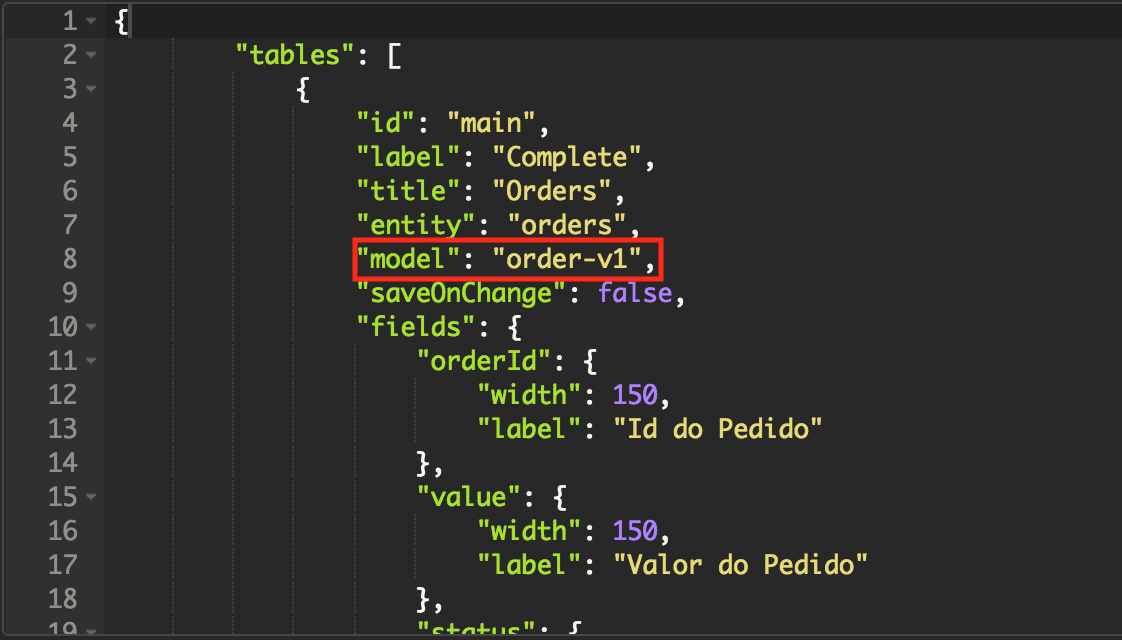 1 {
2 "tables": [
3 {
4 "id": "main",
5 "label": "Complete",
6 "title": "Orders",
7 "entity": "orders",
8 "model": "order-v1",
9 "saveOnChange": false,
10 "fields": {
11 "orderId": {
12 "width": 150,
13 "label": "Id do Pedido"
14 },
15 "value": {
16 "width": 150,
17 "label": "Valor do Pedido"
18 },
19 "status": {